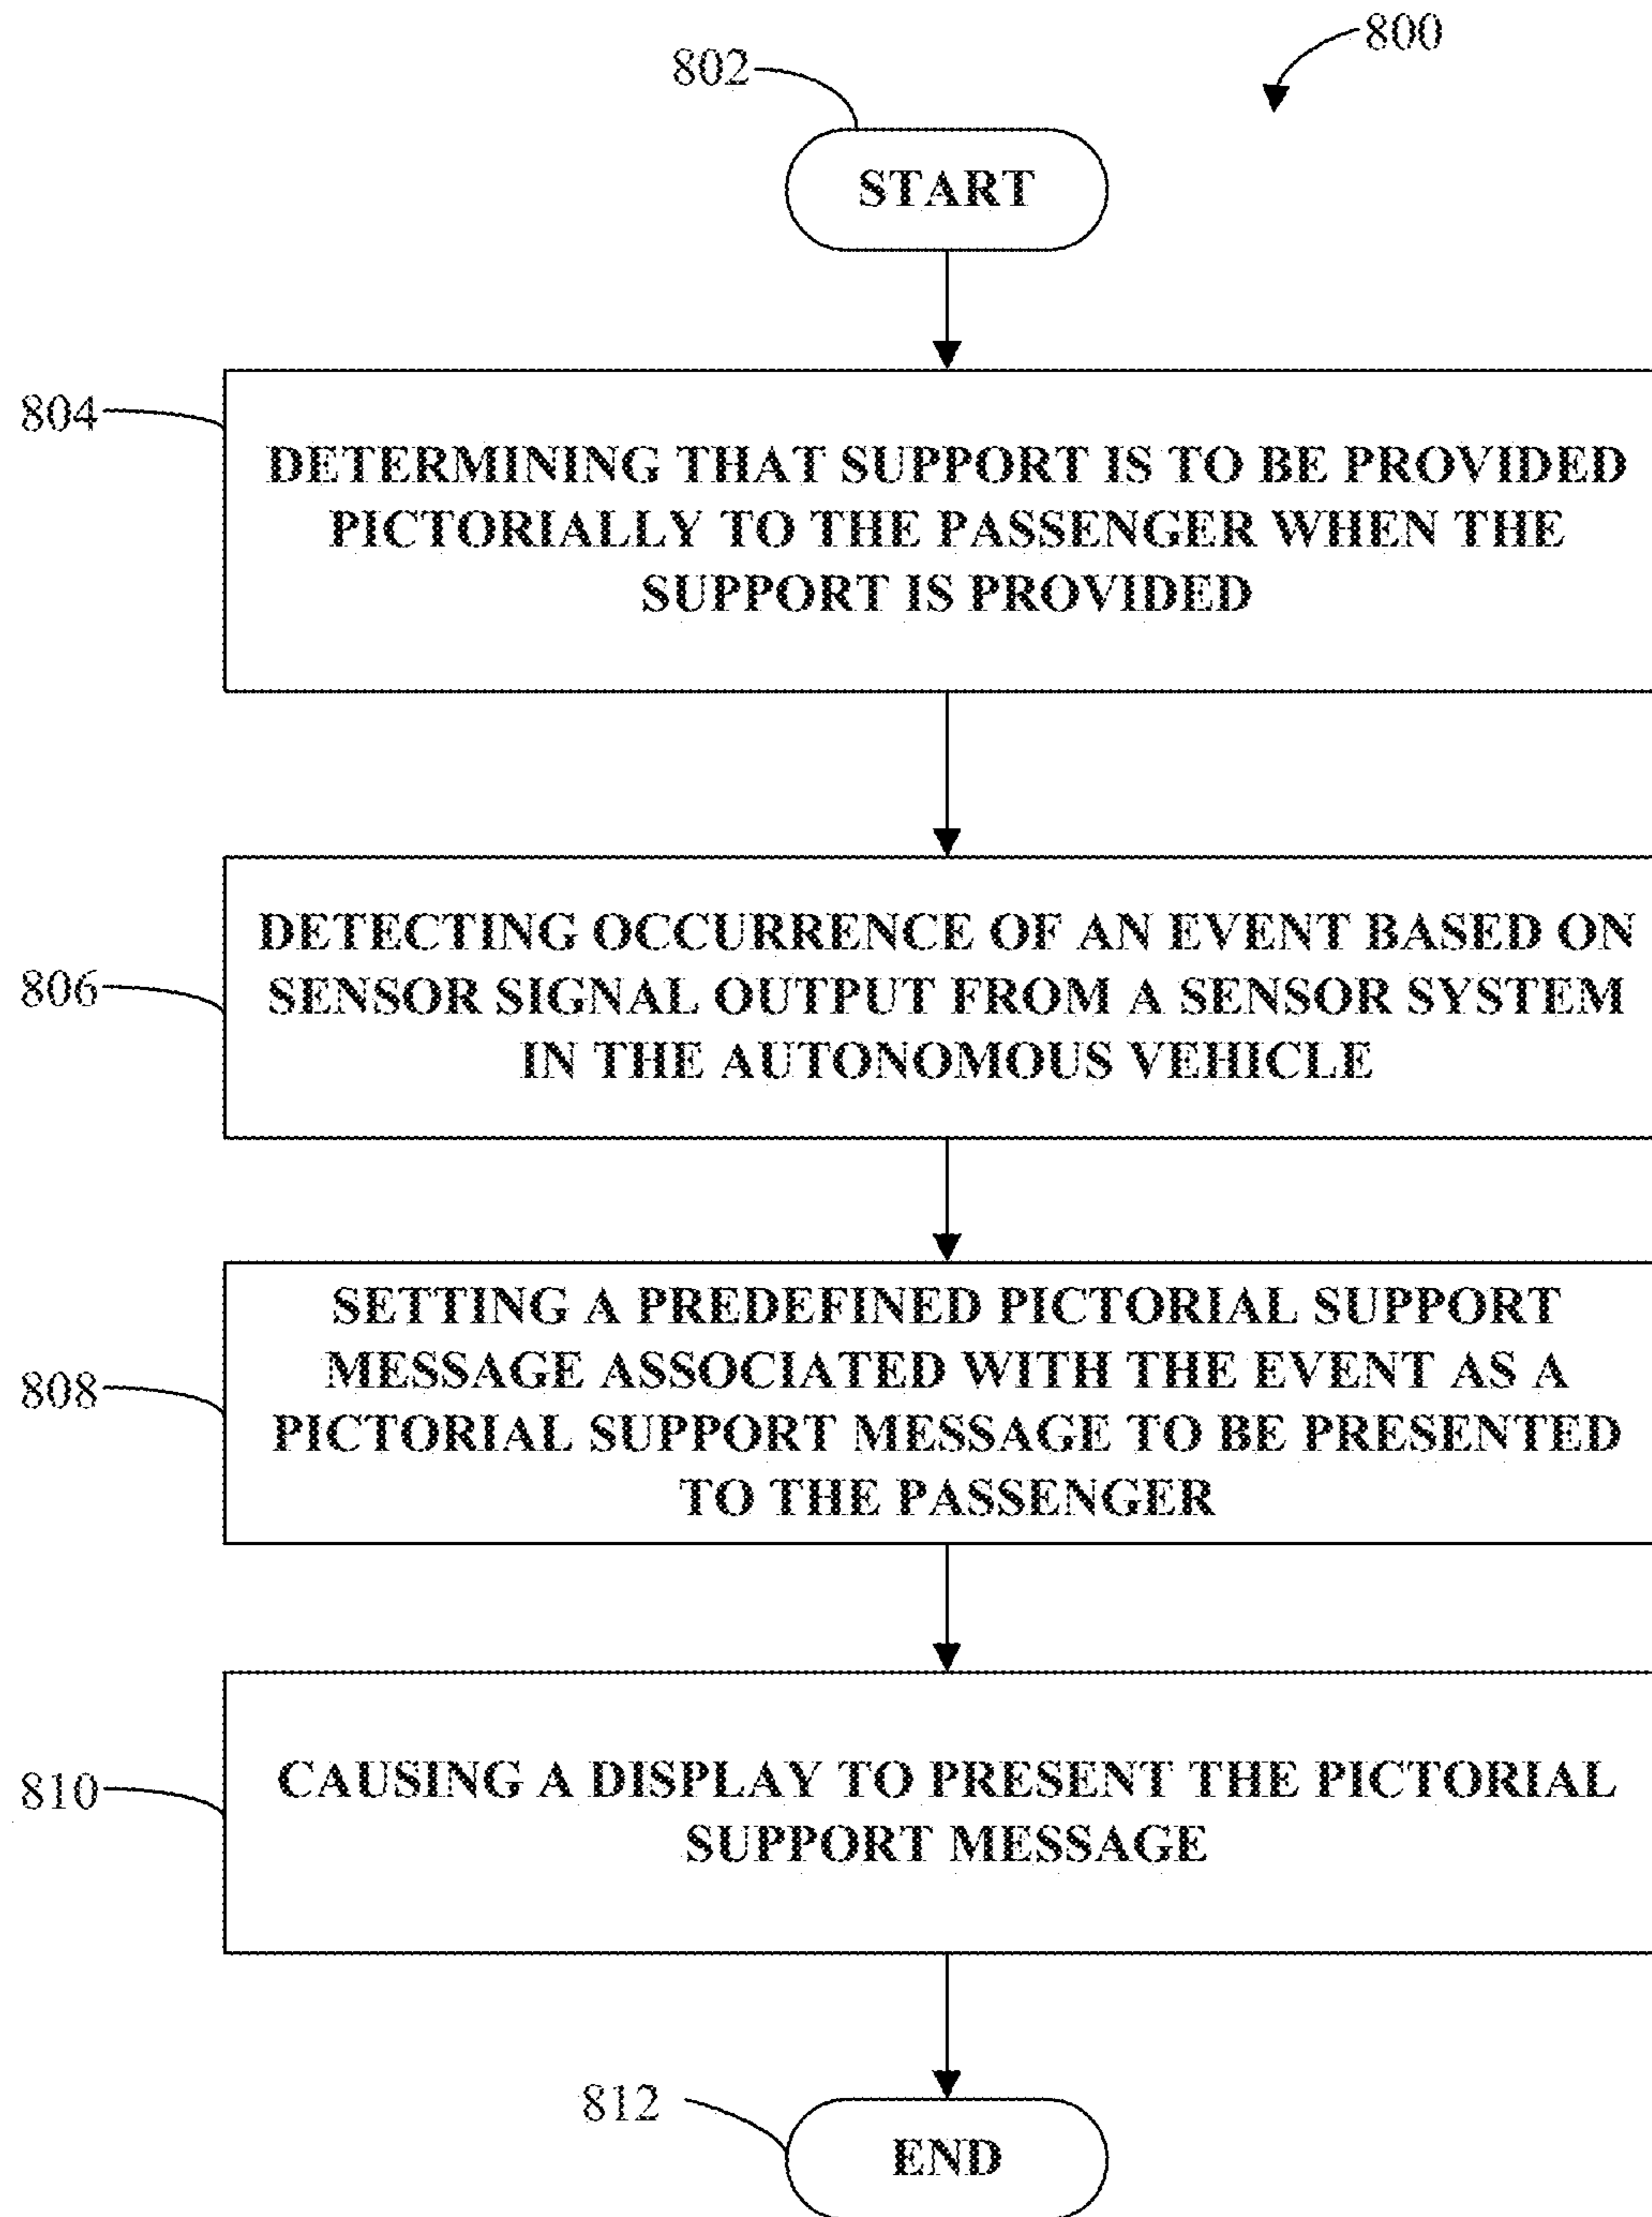 800
802
START
804
DETERMINING THAT SUPPORT IS TO BE PROVIDED
PICTORIALLY TO THE PASSENGER WHEN THE
SUPPORT IS PROVIDED
806
DETECTING OCCURRENCE OF AN EVENT BASED ON
SENSOR SIGNAL OUTPUT FROM A SENSOR SYSTEM
IN THE AUTONOMOUS VEHICLE
808
SETTING A PREDEFINED PICTORIAL SUPPORT
MESSAGE ASSOCIATED WITH THE EVENT AS A
PICTORIAL SUPPORT MESSAGE TO BE PRESENTED
TO THE PASSENGER
810
CAUSING A DISPLAY TO PRESENT THE PICTORIAL
SUPPORT MESSAGE
812
END